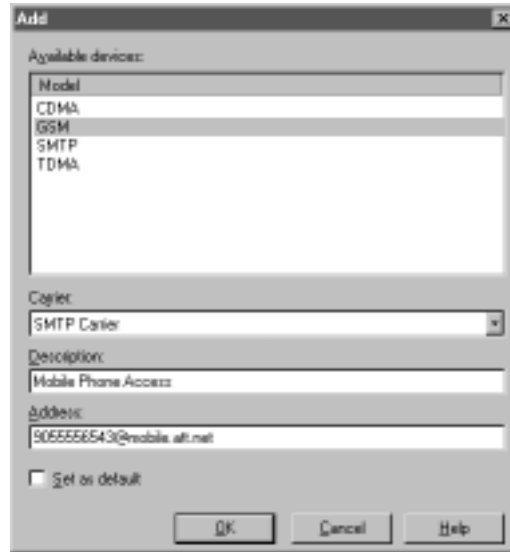 Add
Available devices:
Model
CDMA
GSM
SMTP
TDMA
Carrier:
SMTP Carrier
Description:
Mobile Phone Access
Address:
9055556543@mobile.att.net
Set as default
OK
Cancel
Help